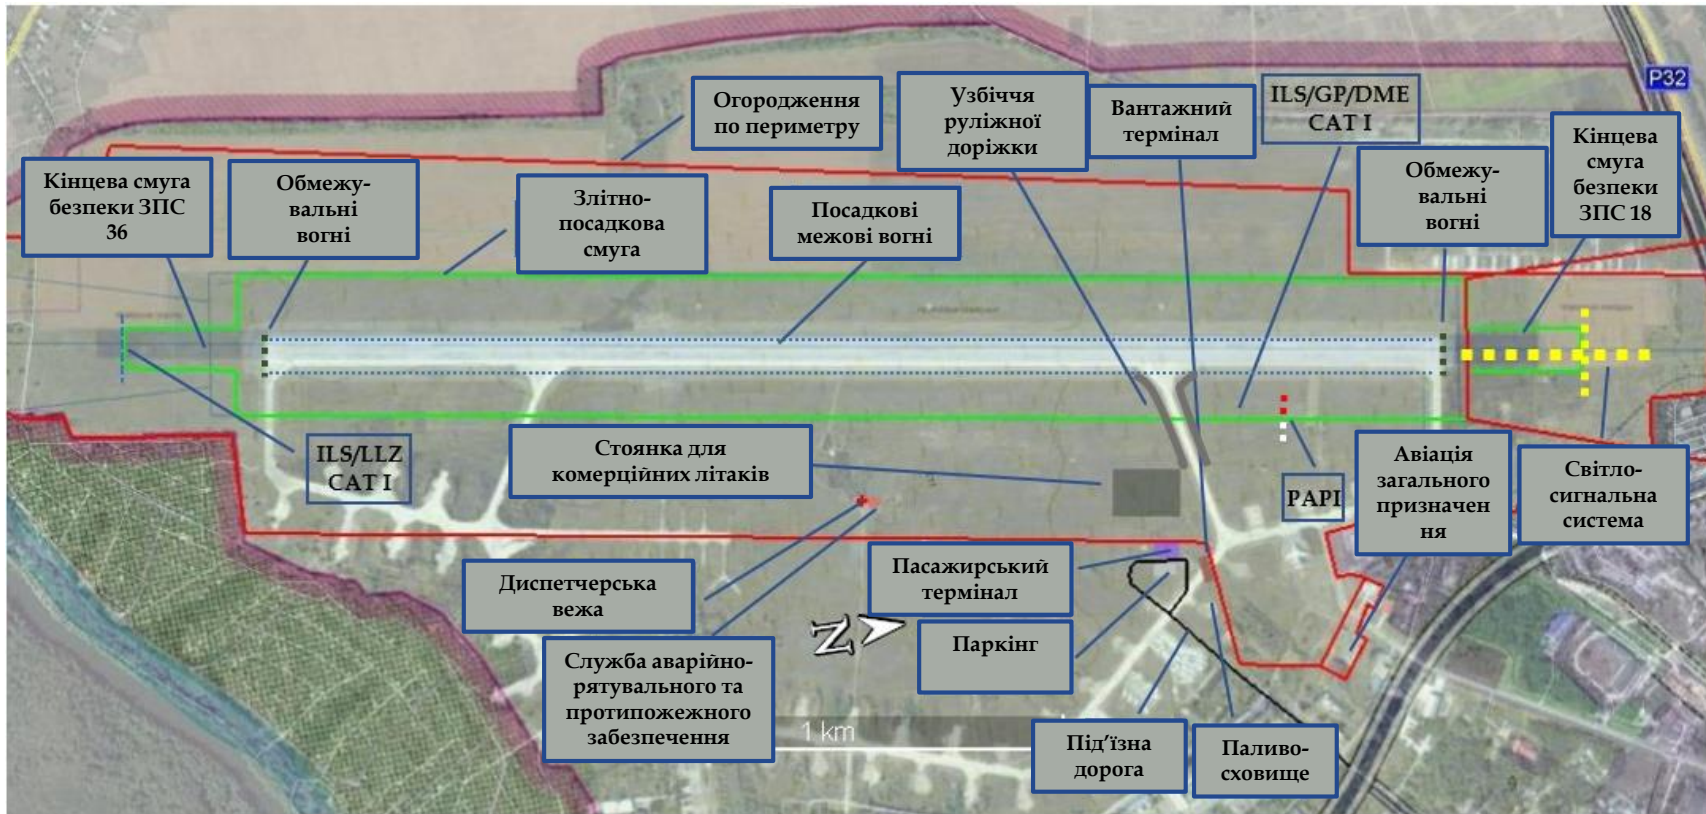 P32
Огородження
по периметру
Узбіччя
руліжної
доріжки
Вантажний
термінал
ILS/GP/DME
CAT I
Кінцева
смуга
безпеки
ЗПС 18
Кінцева смуга
безпеки ЗПС
36
Обмежу-
вальні
вогні
Злітно-
посадкова
смуга
Посадкові
межові вогні
Обмежу-
вальні
вогні
ILS/LLZ
CAT I
Стоянка для
комерційних літаків
PAPI
Авіація
загального
призначен
ня
Світло-
сигнальна
система
Диспетчерська
вежа
Пасажирський
термінал
N
Паркінг
Служба аварійно-
рятувального та
протипожежного
забезпечення
1 km
Під’їзна
дорога
Паливо-
сховище